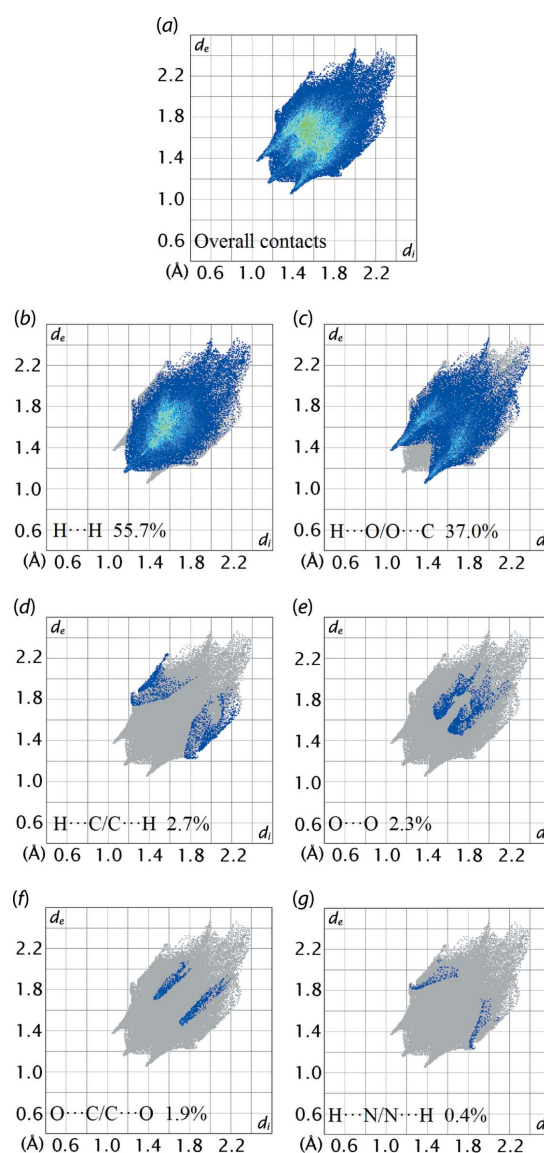 (a)
de
2.2
1.8
1.4
1.0
0.6
Overall contacts
di
(Å) 0.6 1.0 1.4 1.8 2.2
(b)
de
2.2
1.8
1.4
1.0
0.6
H···H 55.7%
di
(Å) 0.6 1.0 1.4 1.8 2.2
(c)
de
2.2
1.8
1.4
1.0
0.6
H···O/O···C 37.0%
di
(Å) 0.6 1.0 1.4 1.8 2.2
(d)
de
2.2
1.8
1.4
1.0
0.6
H···C/C···H 2.7%
di
(Å) 0.6 1.0 1.4 1.8 2.2
(e)
de
2.2
1.8
1.4
1.0
0.6
O···O 2.3%
d
(Å) 0.6 1.0 1.4 1.8 2.2
(f)
de
2.2
1.8
1.4
1.0
0.6
O···C/C···O 1.9%
di
(Å) 0.6 1.0 1.4 1.8 2.2
(g)
de
2.2
1.8
1.4
1.0
0.6
H···N/N···H 0.4%
d
(Å) 0.6 1.0 1.4 1.8 2.2